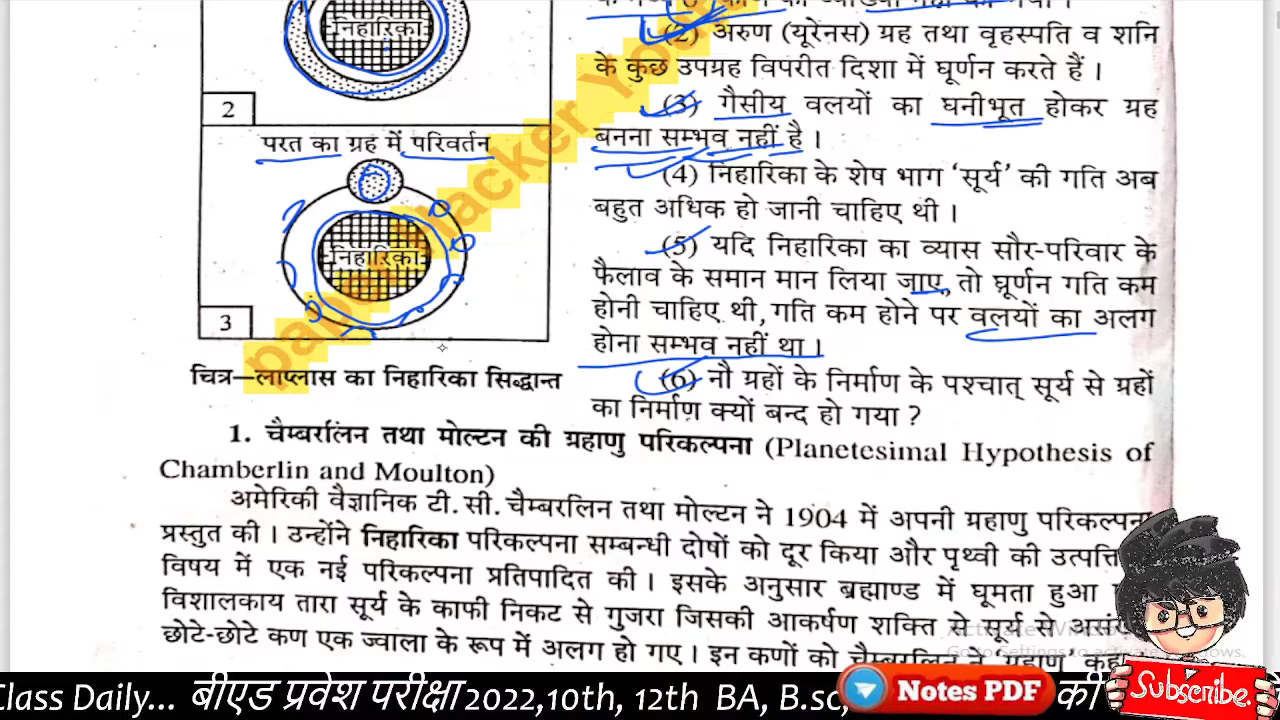 निहारिका
2
परत का ग्रह में परिवर्तन
निहारिका
3
चित्र—लाप्लास का निहारिका सिद्धान्त
(2) अरुण (यूरेनस) ग्रह तथा वृहस्पति व शनि
के कुछ उपग्रह विपरीत दिशा में घूर्णन करते हैं।
(3) गैसीय वलयों का घनीभूत होकर ग्रह
बनना सम्भव नहीं है।
(4) निहारिका के शेष भाग ‘सूर्य’ की गति अब
बहुत अधिक हो जानी चाहिए थी।
(5) यदि निहारिका का व्यास सौर-परिवार के
फैलाव के समान मान लिया जाए, तो घूर्णन गति कम
होनी चाहिए थी, गति कम होने पर वलयों का अलग
होना सम्भव नहीं था।
(6) नौ ग्रहों के निर्माण के पश्चात् सूर्य से ग्रहों
का निर्माण क्यों बन्द हो गया ?
1. चैम्बरलिन तथा मोल्टन की ग्रहाणु परिकल्पना (Planetesimal Hypothesis of
Chamberlin and Moulton)
अमेरिकी वैज्ञानिक टी. सी. चैम्बरलिन तथा मोल्टन ने 1904 में अपनी ग्रहाणु परिकल्पना
प्रस्तुत की। उन्होंने निहारिका परिकल्पना सम्बन्धी दोषों को दूर किया और पृथ्वी की
विषय में एक नई परिकल्पना प्रतिपादित की। इसके अनुसार ब्रह्माण्ड में घूमता हुआ
विशालकाय तारा सूर्य के काफी निकट से गुजरा जिसकी आकर्षण शक्ति से सूर्य से
छोटे-छोटे कण एक ज्वाला के रूप में अलग हो गए। इन कणों को चैम्बरलिन ने ग्रहाणु
Class Daily... बीएड प्रवेश परीक्षा 2022,10th, 12th BA, B.sc,
Notes PDF
की
Subscribe.